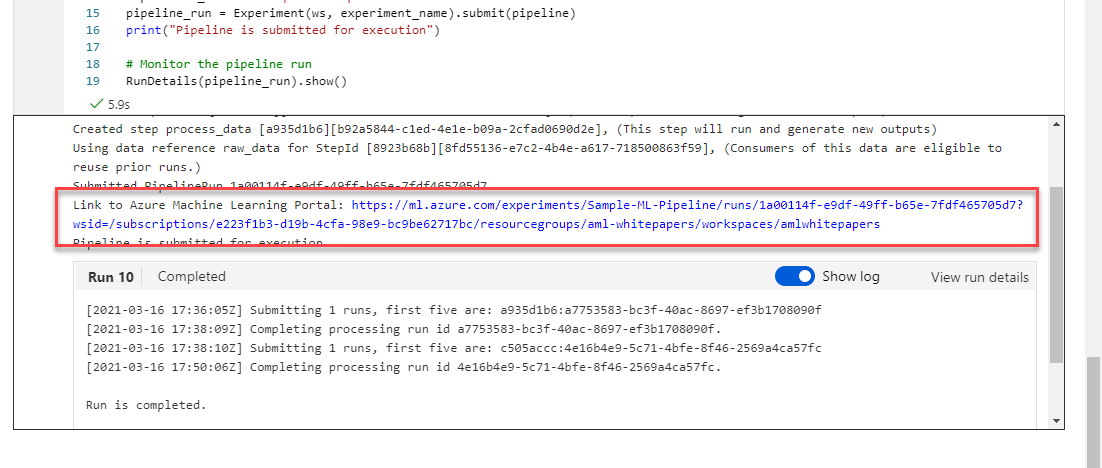 15 pipeline_run = Experiment(ws, experiment_name).submit(pipeline)
16 print("Pipeline is submitted for execution")
17
18 # Monitor the pipeline run
19 RunDetails(pipeline_run).show()
5.9s
Created step process_data [a935d1b6][b92a5844-c1ed-4e1e-b09a-2cfad0690d2e], (This step will run and generate new outputs)
Using data reference raw_data for StepId [8923b68b][8fd55136-e7c2-4b4e-a617-718500863f59], (Consumers of this data are eligible to
reuse prior runs.)
Submitted PipelineRun 1a00114f-e9df-49ff-b65e-7fdf465705d7
Link to Azure Machine Learning Portal: https://ml.azure.com/experiments/Sample-ML-Pipeline/runs/1a00114f-e9df-49ff-b65e-7fdf465705d7?
wsid=/subscriptions/e223f1b3-d19b-4cfa-98e9-bc9be62717bc/resourcegroups/aml-whitepapers/workspaces/amlwhitepapers
Pipeline is submitted for execution
Run 10 Completed Show log View run details
[2021-03-16 17:36:05Z] Submitting 1 runs, first five are: a935d1b6:a7753583-bc3f-40ac-8697-ef3b1708090f
[2021-03-16 17:38:09Z] Completing processing run id a7753583-bc3f-40ac-8697-ef3b1708090f.
[2021-03-16 17:38:10Z] Submitting 1 runs, first five are: c505accc:4e16b4e9-5c71-4bfe-8f46-2569a4ca57fc
[2021-03-16 17:50:06Z] Completing processing run id 4e16b4e9-5c71-4bfe-8f46-2569a4ca57fc.
Run is completed.